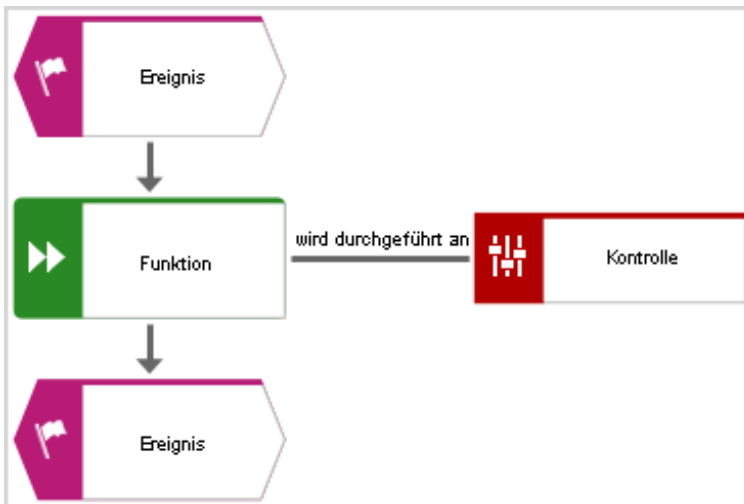 Ereignis
Funktion
wird durchgeführt an
Kontrolle
Ereignis